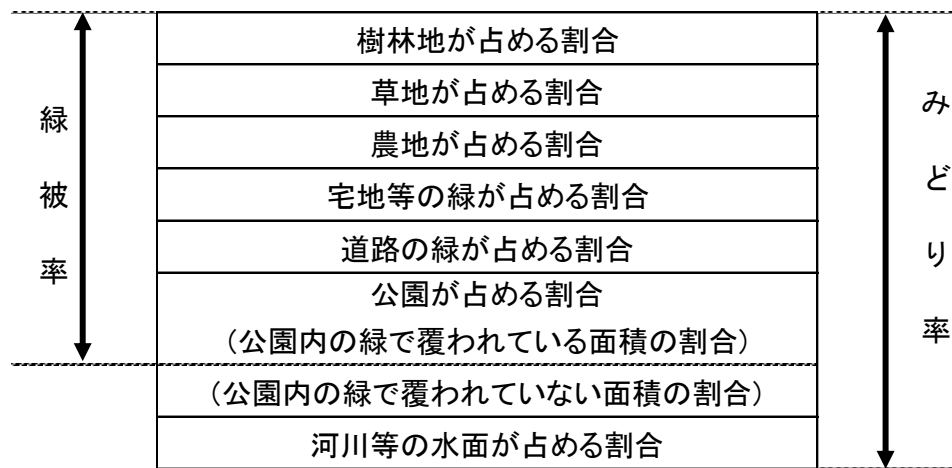 緑被率
樹林地が占める割合
草地が占める割合
農地が占める割合
宅地等の緑が占める割合
道路の緑が占める割合
公園が占める割合
（公園内の緑で覆われている面積の割合）
（公園内の緑で覆われていない面積の割合）
河川等の水面が占める割合
みどり率